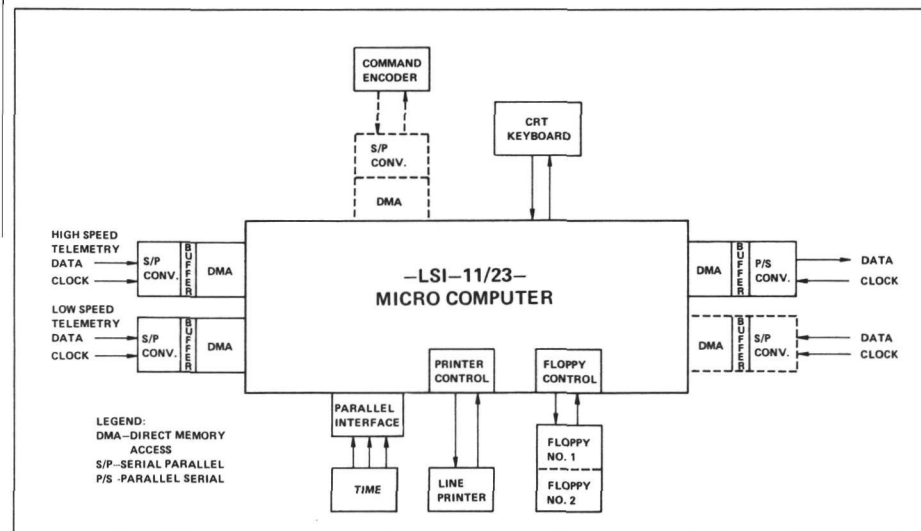 COMMAND
ENCODER
S/P
CONV.
DMA
CRT
KEYBOARD
HIGH SPEED
TELEMETRY
DATA
CLOCK
S/P
CONV.
BUFFER
DMA
LOW SPEED
TELEMETRY
DATA
CLOCK
S/P
CONV.
BUFFER
DMA
–LSI–11/23–
MICRO COMPUTER
DMA
BUFFER
P/S
CONV.
DATA
CLOCK
DMA
BUFFER
S/P
CONV.
DATA
CLOCK
PRINTER
CONTROL
FLOPPY
CONTROL
PARALLEL
INTERFACE
TIME
LINE
PRINTER
FLOPPY
NO. 1
FLOPPY
NO. 2
LEGEND:
DMA–DIRECT MEMORY
ACCESS
S/P–SERIAL PARALLEL
P/S -PARALLEL SERIAL